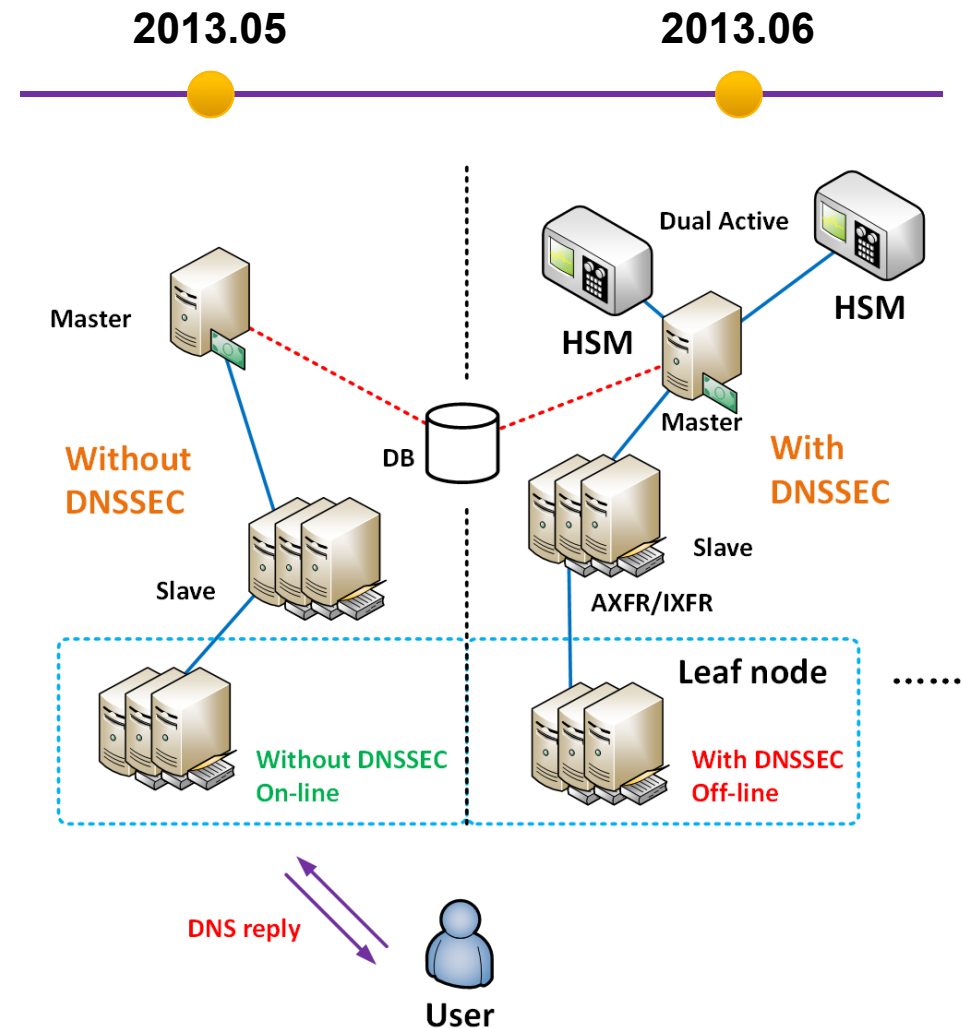 2013.05
2013.06
Dual Active
HSM
HSM
Master
Master
DB
Without
DNSSEC
With
DNSSEC
Slave
Slave
AXFR/IXFR
Leaf node
......
Without DNSSEC
On-line
With DNSSEC
Off-line
DNS reply
User